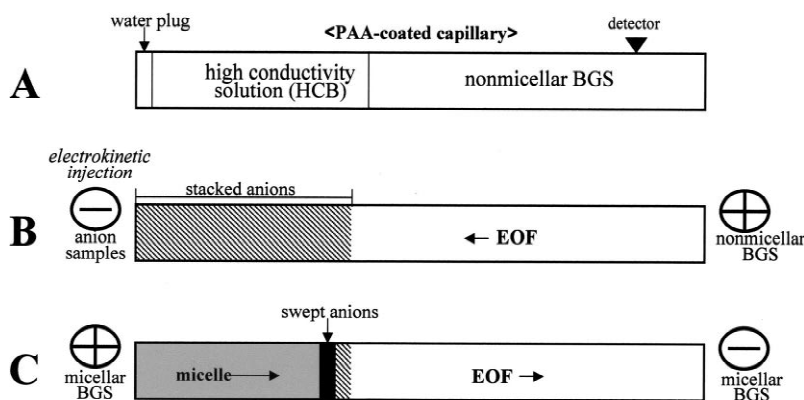 water plug
<PAA-coated capillary>
detector
A
high conductivity
solution (HCB)
nonmicellar BGS
electrokinetic
injection
stacked anions
B
anion
samples
← EOF
nonmicellar
BGS
swept anions
C
micellar
BGS
micelle →
EOF →
micellar
BGS